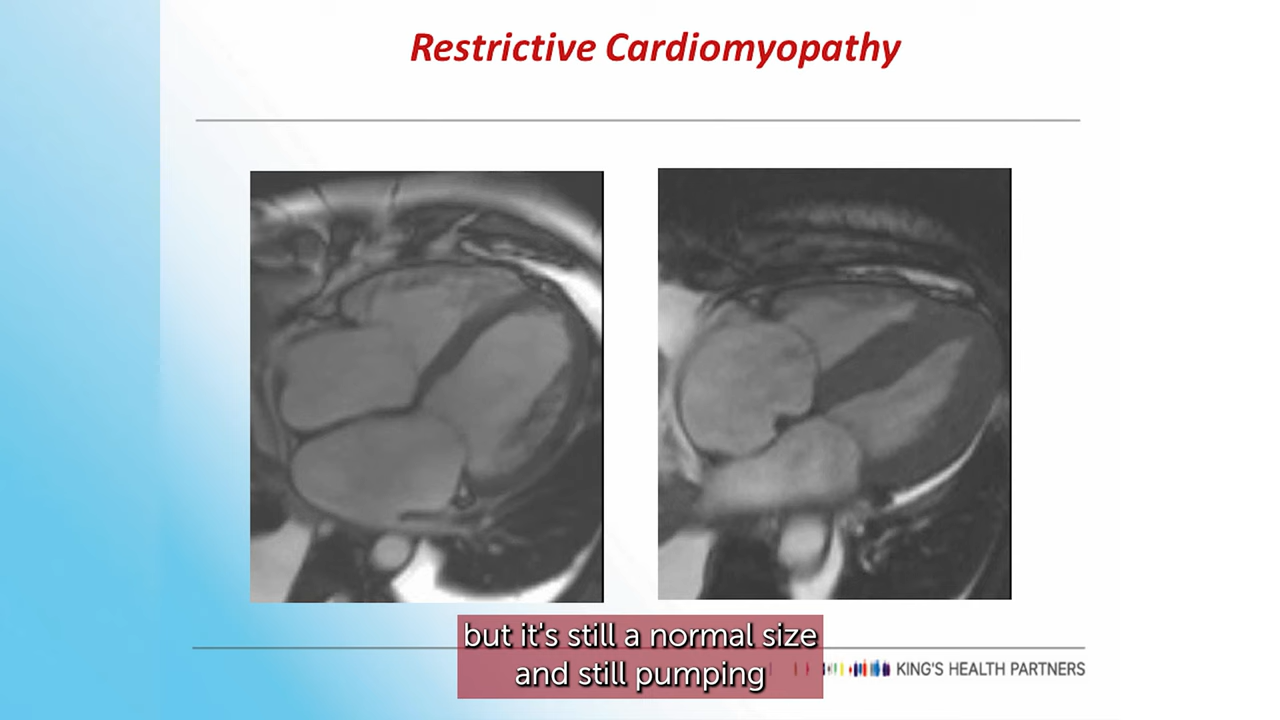 Restrictive Cardiomyopathy
but it's still a normal size
and still pumping
KING'S HEALTH PARTNERS